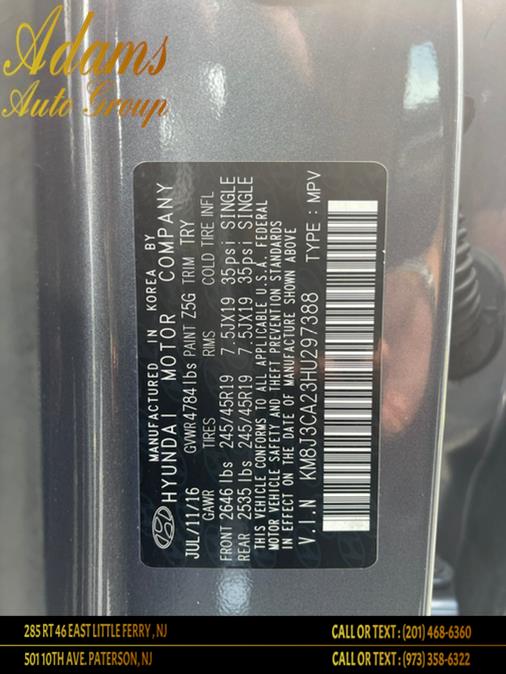 Adams
Auto Group
MANUFACTURED IN KOREA BY
HYUNDAI MOTOR COMPANY
JUL/11/16 GVWR 4784 lbs PAINT Z5G TRIM TRY
GAWR TIRES RIMS COLD TIRE INFL
FRONT 2646 lbs 245/45R19 7.5JX19 35psi SINGLE
REAR 2535 lbs 245/45R19 7.5JX19 35psi SINGLE
THIS VEHICLE CONFORMS TO ALL APPLICABLE U.S.A. FEDERAL
MOTOR VEHICLE SAFETY AND THEFT PREVENTION STANDARDS
IN EFFECT ON THE DATE OF MANUFACTURE SHOWN ABOVE
V.I.N KM8J3CA23HU297388 TYPE: MPV
285 RT 46 EAST LITTLE FERRY, NJ CALL OR TEXT : (201) 468-6360
501 10TH AVE. PATERSON, NJ CALL OR TEXT : (973) 358-6322